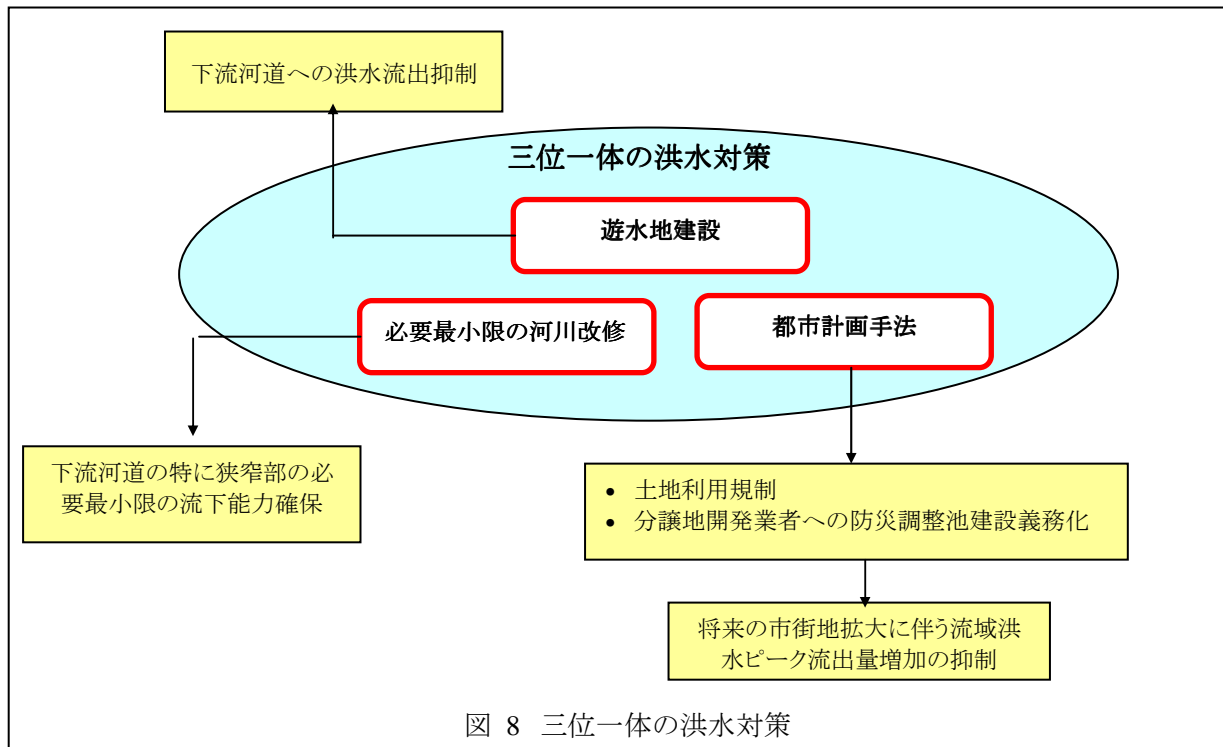 下流河道への洪水流出抑制
三位一体の洪水対策
遊水地建設
必要最小限の河川改修
都市計画手法
下流河道の特に狭窄部の必
要最小限の流下能力確保
• 土地利用規制
• 分譲地開発業者への防災調整池建設義務化
将来の市街地拡大に伴う流域洪
水ピーク流出量増加の抑制
図 8 三位一体の洪水対策